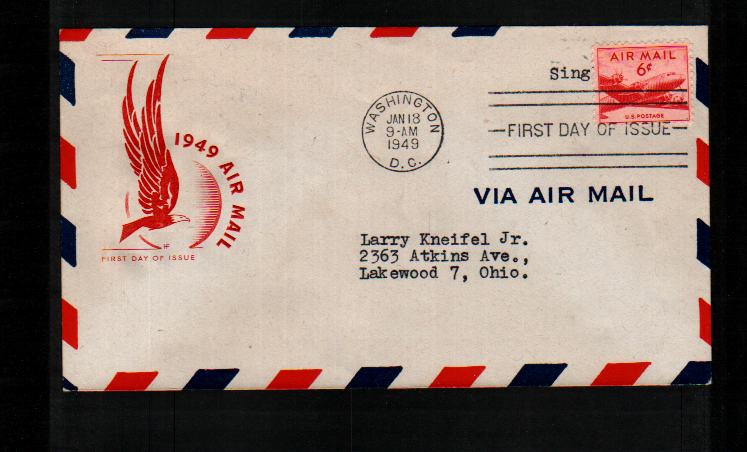 AIR MAIL
6¢
U.S. POSTAGE
Sing
WASHINGTON
JAN 18
9-AM
1949
D.C.
FIRST DAY OF ISSUE
1949 AIR MAIL
HF
FIRST DAY OF ISSUE
VIA AIR MAIL
Larry Kneifel Jr.
2363 Atkins Ave.,
Lakewood 7, Ohio.